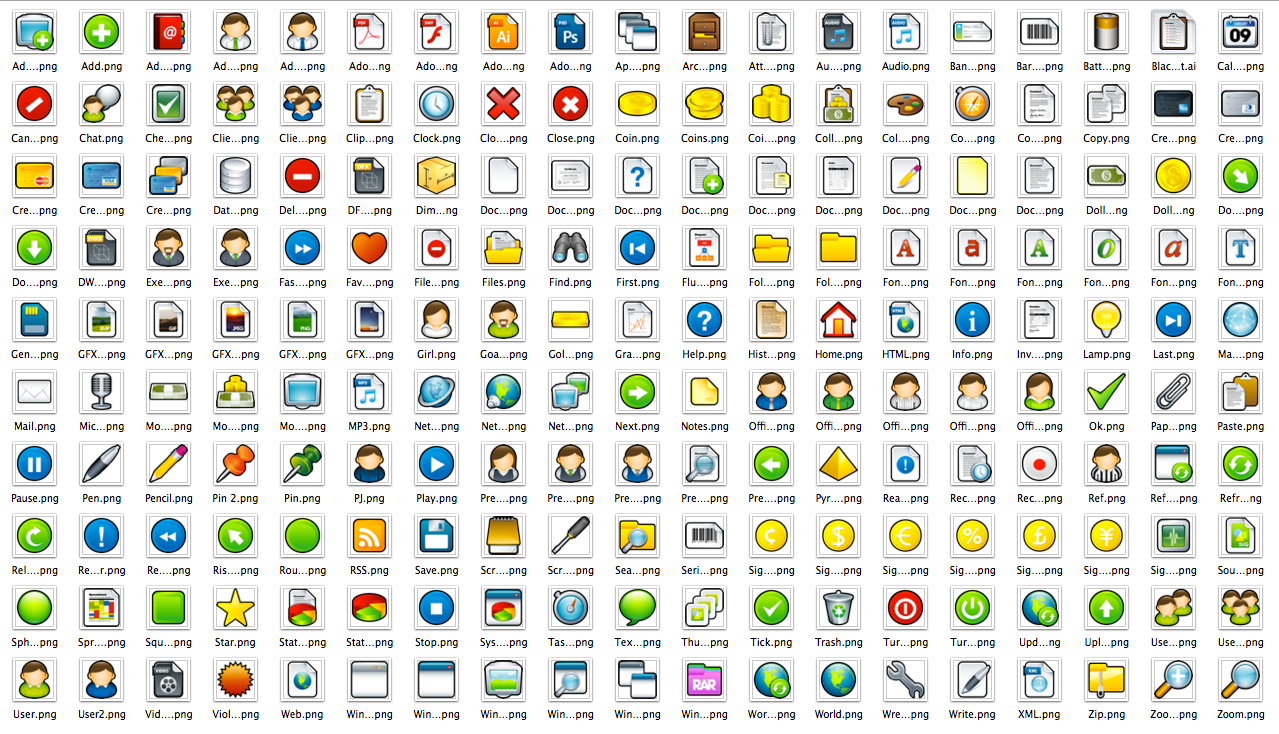 Ad....png Add.png Ad....png Ad....png Ad....png Ado...ng Ado...ng Ado...ng Ado...ng Ap....png Arc...png Att....png Au....png Audio.png Ban...png Bar....png Batt...png Blac...t.ai Cal...png
Can...png Chat.png Che...png Clie...png Clie...png Clip...png Clock.png Clo....png Close.png Coin.png Coins.png Coi....png Coll...png Col...png Co....png Co....png Copy.png Cre...png Cre...png
Cre...png Cre...png Cre...png Dat...png Del...png DF....png Dim...ng Doc...png Doc...png Doc...png Doc...png Doc...png Doc...png Doc...png Doc...png Doc...png Doll...ng Doll...ng Do....png
Do....png DW...png Exe...png Exe...png Fas...png Fav...png File...png Files.png Find.png First.png Flu...png Fol...png Fol...png Fon...png Fon...png Fon...png Fon...png Fon...png Fon...png
Gen...png GFX...png GFX...png GFX...png GFX...png GFX...png Girl.png Goa...png Gol...png Gra...png Help.png Hist...png Home.png HTML.png Info.png Inv....png Lamp.png Last.png Ma....png
Mail.png Mic...png Mo....png Mo....png Mo....png MP3.png Net...png Net...png Net...png Next.png Notes.png Offi...png Offi...png Offi...png Offi...png Offi...png Ok.png Pap...png Paste.png
Pause.png Pen.png Pencil.png Pin 2.png Pin.png PJ.png Play.png Pre...png Pre...png Pre...png Pre...png Pre...png Pyr...png Rea...png Rec...png Rec...png Ref.png Ref...png Refr...ng
Rel....png Re...r.png Re....png Ris...png Rou...png RSS.png Save.png Scr...png Scr...png Sea...png Seri...png Sig....png Sig....png Sig....png Sig....png Sig....png Sig....png Sig....png Sou...png
Sph...png Spr....png Squ...png Star.png Stat...png Stat...png Stop.png Sys...png Tas...png Tex...png Thu...png Tick.png Trash.png Tur...png Tur...png Upd...ng Upl...png Use...png Use...png
User.png User2.png Vid...png Viol...png Web.png Win...png Win...png Win...png Win...png Win...png Win...png Wor...png World.png Wre...png Write.png XML.png Zip.png Zoo...png Zoom.png